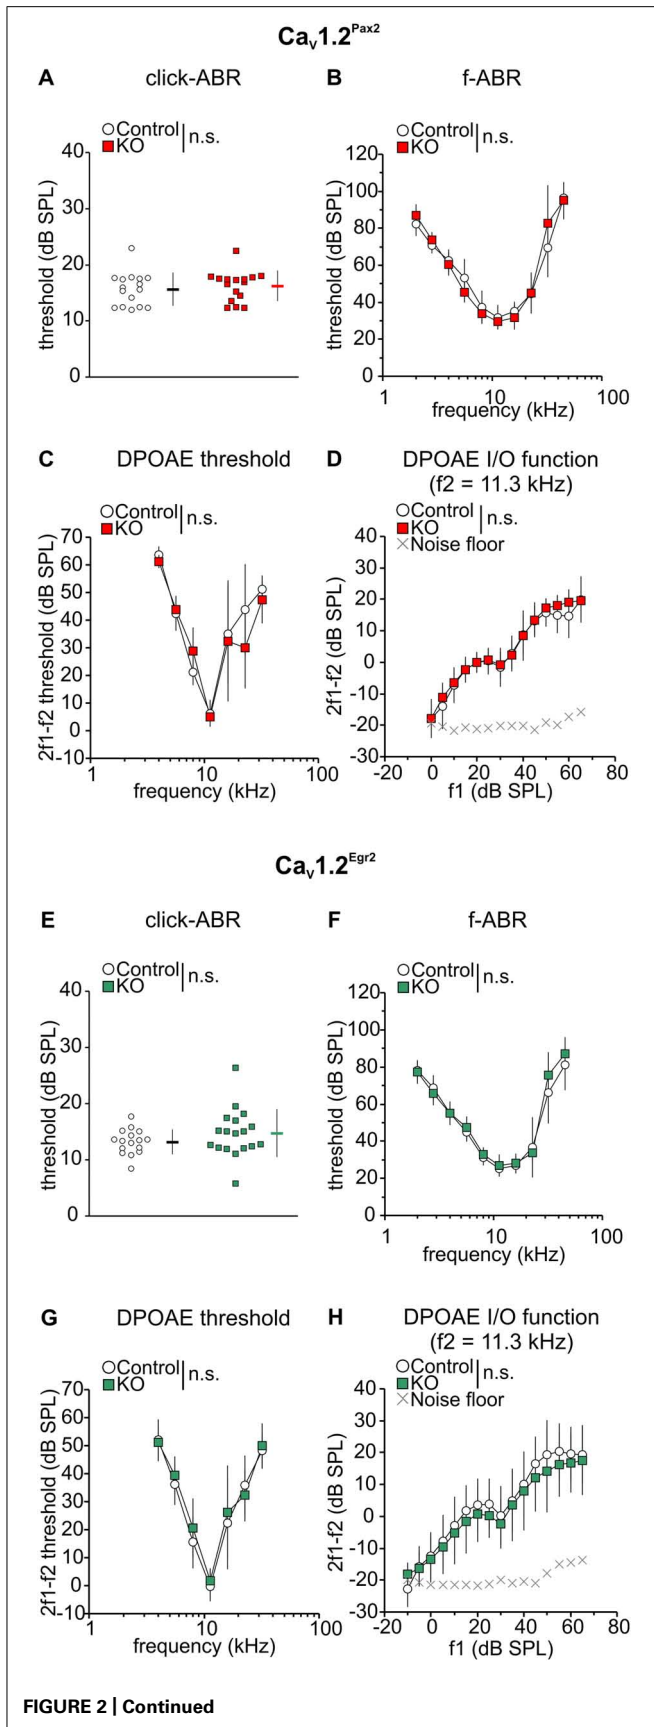 Cav1.2Pax2
A click-ABR
Control
KO
n.s.
threshold (dB SPL)
40
30
20
10
0
B f-ABR
Control
KO
n.s.
threshold (dB SPL)
120
100
80
60
40
20
0
1 10 100
frequency (kHz)
C DPOAE threshold
Control
KO
n.s.
2f1-f2 threshold (dB SPL)
70
60
50
40
30
20
10
0
-10
1 10 100
frequency (kHz)
D DPOAE I/O function
(f2 = 11.3 kHz)
Control
KO
n.s.
Noise floor
2f1-f2 (dB SPL)
40
30
20
10
0
-10
-20
-30
-20 0 20 40 60 80
f1 (dB SPL)
Cav1.2Egr2
E click-ABR
Control
KO
n.s.
threshold (dB SPL)
40
30
20
10
0
F f-ABR
Control
KO
n.s.
threshold (dB SPL)
120
100
80
60
40
20
0
1 10 100
frequency (kHz)
G DPOAE threshold
Control
KO
n.s.
2f1-f2 threshold (dB SPL)
70
60
50
40
30
20
10
0
-10
1 10 100
frequency (kHz)
H DPOAE I/O function
(f2 = 11.3 kHz)
Control
KO
n.s.
Noise floor
2f1-f2 (dB SPL)
40
30
20
10
0
-10
-20
-30
-20 0 20 40 60 80
f1 (dB SPL)
FIGURE 2 | Continued